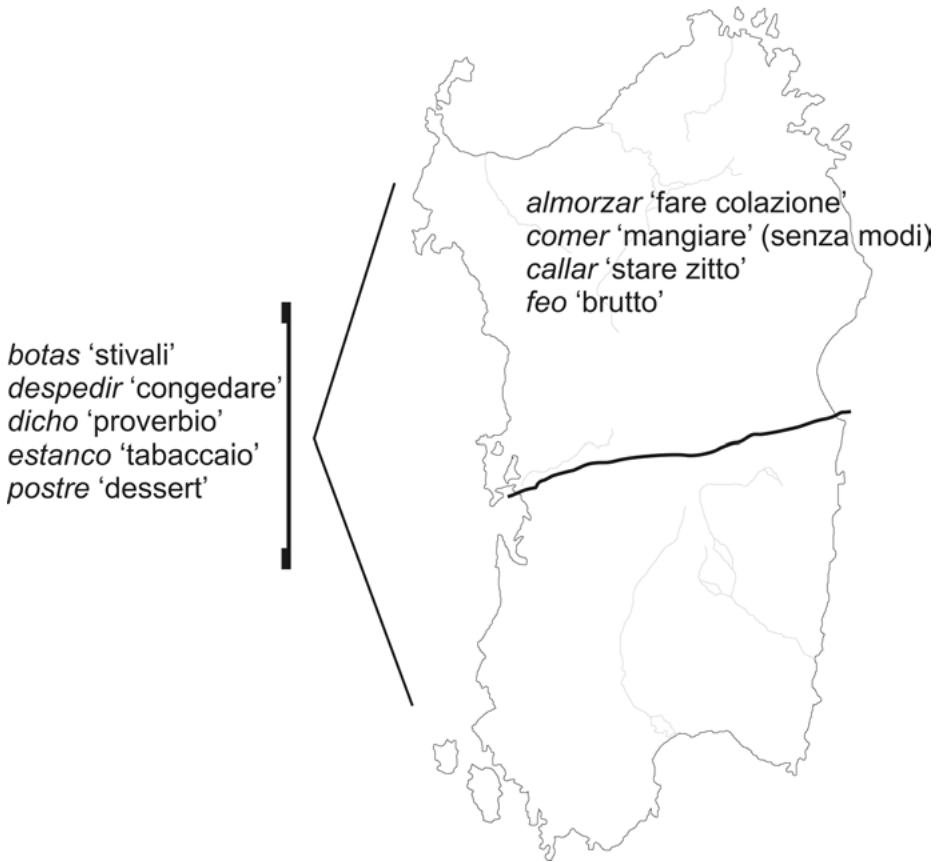 botas ‘stivali’
despedir ‘congedare’
dicho ‘proverbio’
estanco ‘tabaccaio’
postre ‘dessert’
almorzar ‘fare colazione’
comer ‘mangiare’ (senza modi)
callar ‘stare zitto’
feo ‘brutto’